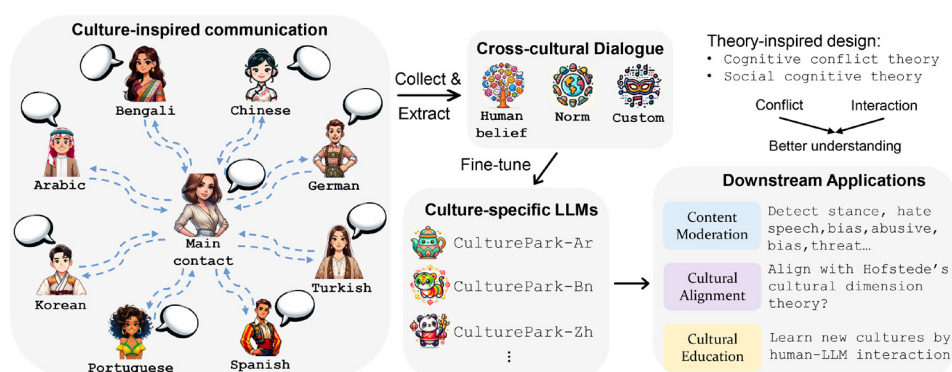 Culture-inspired communication
Bengali
Chinese
Arabic
German
Main
contact
Korean
Turkish
Portuguese
Spanish
Collect &
Extract
Cross-cultural Dialogue
Human
belief
Norm
Custom
Fine-tune
Culture-specific LLMs
CulturePark-Ar
CulturePark-Bn
CulturePark-Zh
⋮
Theory-inspired design:
• Cognitive conflict theory
• Social cognitive theory
Conflict
Interaction
Better understanding
Downstream Applications
Content
Moderation
Detect stance, hate
speech,bias,abusive,
bias,threat…
Cultural
Alignment
Align with Hofstede's
cultural dimension
theory?
Cultural
Education
Learn new cultures by
human-LLM interaction